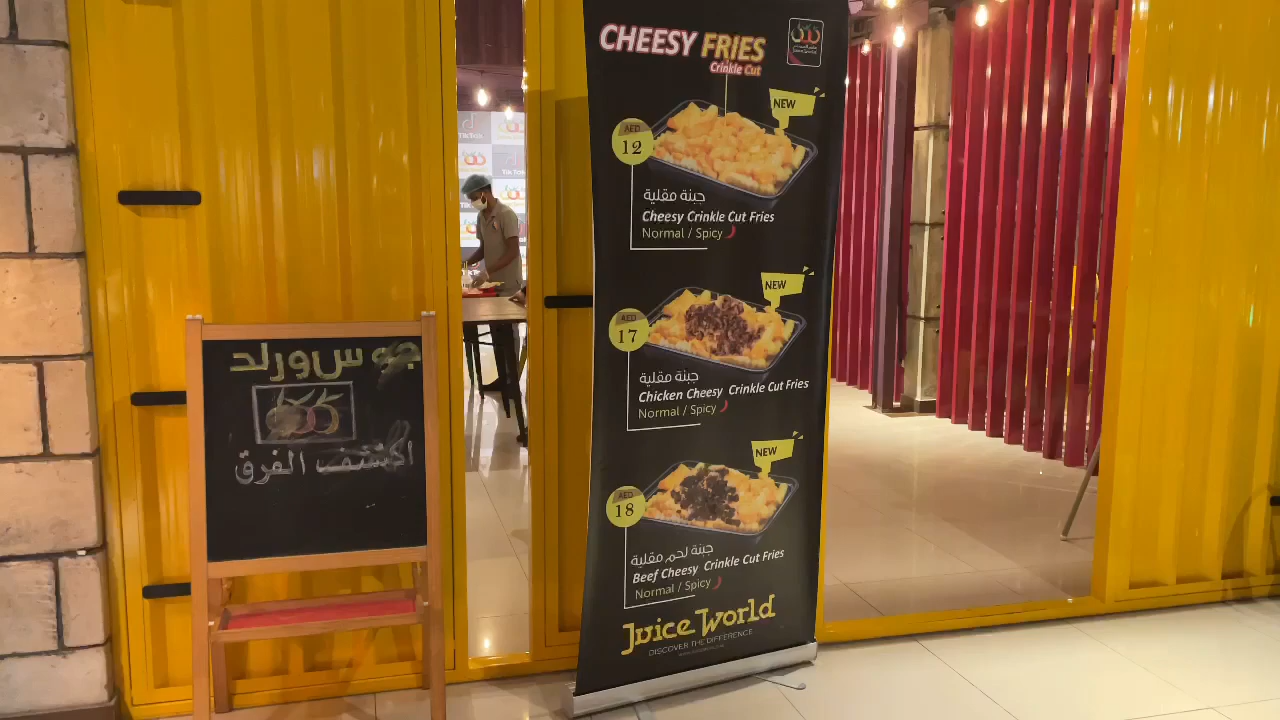 CHEESY FRIES
Crinkle Cut
NEW
AED
12
جبنة مقلية
Cheesy Crinkle Cut Fries
Normal / Spicy
NEW
AED
17
جبنة مقلية
Chicken Cheesy Crinkle Cut Fries
Normal / Spicy
NEW
AED
18
جبنة لحم مقلية
Beef Cheesy Crinkle Cut Fries
Normal / Spicy
Juice World
DISCOVER THE DIFFERENCE
جوس ورلد
اكتشف الفرق
TikTok
TikTok